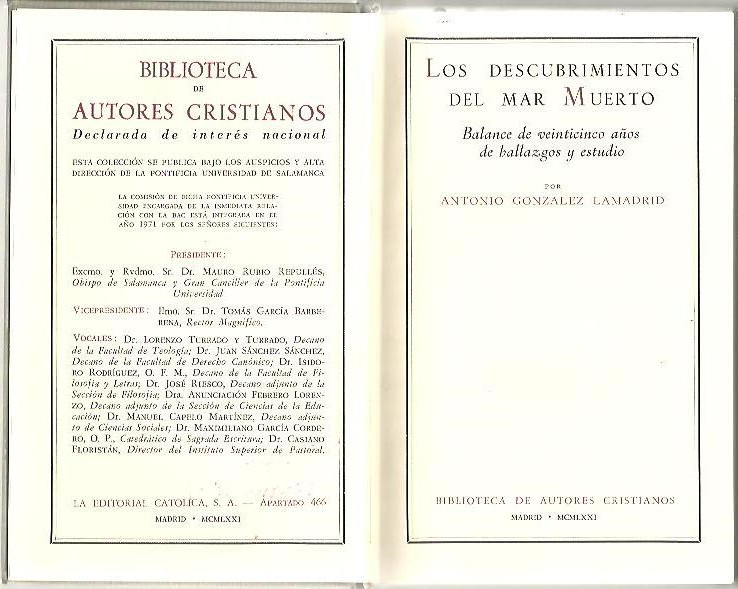 BIBLIOTECA
DE
AUTORES CRISTIANOS
Declarada de interés nacional
ESTA COLECCIÓN SE PUBLICA BAJO LOS AUSPICIOS Y ALTA
DIRECCIÓN DE LA PONTIFICIA UNIVERSIDAD DE SALAMANCA
LA COMISIÓN DE DICHA PONTIFICIA UNIVER-
SIDAD ENCARGADA DE LA INMEDIATA RELA-
CIÓN CON LA BAC ESTÁ INTEGRADA EN EL
AÑO 1971 POR LOS SEÑORES SIGUIENTES:
PRESIDENTE:
Excmo. y Rvdmo. Sr. Dr. MAURO RUBIO REPULLÉS,
Obispo de Salamanca y Gran Canciller de la Pontificia
Universidad
VICEPRESIDENTE: Ilmo. Sr. Dr. TOMÁS GARCÍA BARBE-
RENA, Rector Magnífico.
VOCALES: Dr. LORENZO TURRADO Y TURRADO, Decano
de la Facultad de Teología; Dr. JUAN SÁNCHEZ SÁNCHEZ,
Decano de la Facultad de Derecho Canónico; Dr. ISIDO-
RO RODRÍGUEZ, O. F. M., Decano de la Facultad de Fi-
losofía y Letras; Dr. JOSÉ RIESCO, Decano adjunto de la
Sección de Filosofía; Dra. ANUNCIACIÓN FEBRERO LOREN-
ZO, Decano adjunto de la Sección de Ciencias de la Edu-
cación; Dr. MANUEL CAPELO MARTÍNEZ, Decano adjun-
to de Ciencias Sociales; Dr. MAXIMILIANO GARCÍA CORDE-
RO, O. P., Catedrático de Sagrada Escritura; Dr. CASIANO
FLORISTÁN, Director del Instituto Superior de Pastoral.
LA EDITORIAL CATOLICA, S. A. — APARTADO 466
MADRID • MCMLXXI
LOS DESCUBRIMIENTOS
DEL MAR MUERTO
Balance de veinticinco años
de hallazgos y estudio
POR
ANTONIO GONZALEZ LAMADRID
BIBLIOTECA DE AUTORES CRISTIANOS
MADRID • MCMLXXI